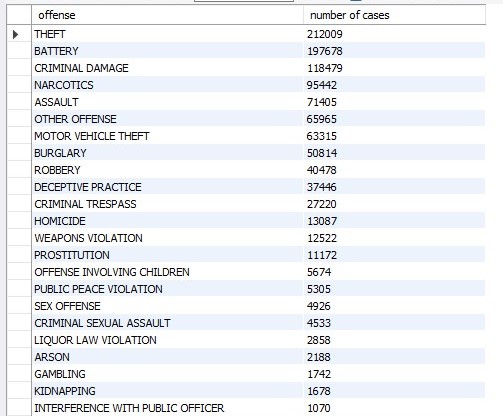 offense number of cases
THEFT 212009
BATTERY 197678
CRIMINAL DAMAGE 118479
NARCOTICS 95442
ASSAULT 71405
OTHER OFFENSE 65965
MOTOR VEHICLE THEFT 63315
BURGLARY 50814
ROBBERY 40478
DECEPTIVE PRACTICE 37446
CRIMINAL TRESPASS 27220
HOMICIDE 13087
WEAPONS VIOLATION 12522
PROSTITUTION 11172
OFFENSE INVOLVING CHILDREN 5674
PUBLIC PEACE VIOLATION 5305
SEX OFFENSE 4926
CRIMINAL SEXUAL ASSAULT 4533
LIQUOR LAW VIOLATION 2858
ARSON 2188
GAMBLING 1742
KIDNAPPING 1678
INTERFERENCE WITH PUBLIC OFFICER 1070